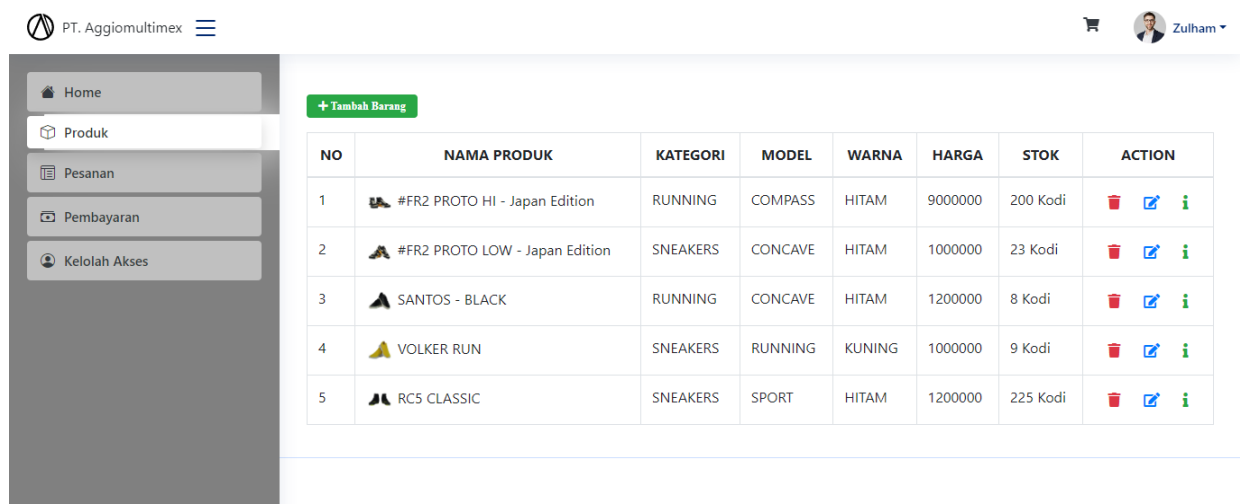 PT. Aggiomultimex
Zulham
Home
Produk
Pesanan
Pembayaran
Kelolah Akses
+ Tambah Barang
NO NAMA PRODUK KATEGORI MODEL WARNA HARGA STOK ACTION
1 #FR2 PROTO HI - Japan Edition RUNNING COMPASS HITAM 9000000 200 Kodi
2 #FR2 PROTO LOW - Japan Edition SNEAKERS CONCAVE HITAM 1000000 23 Kodi
3 SANTOS - BLACK RUNNING CONCAVE HITAM 1200000 8 Kodi
4 VOLKER RUN SNEAKERS RUNNING KUNING 1000000 9 Kodi
5 RC5 CLASSIC SNEAKERS SPORT HITAM 1200000 225 Kodi